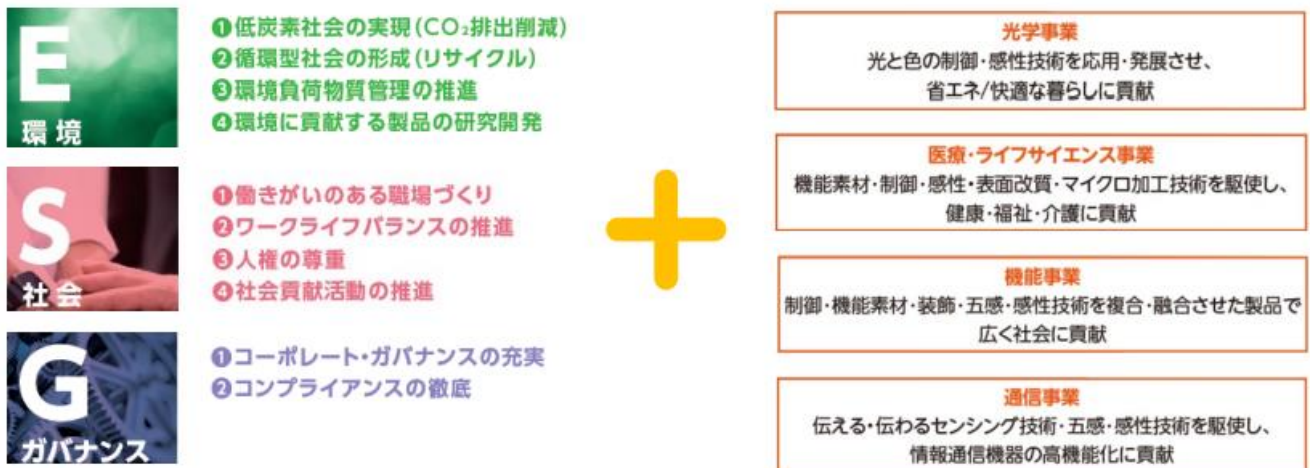 E
環境
❶低炭素社会の実現(CO₂排出削減)
❷循環型社会の形成(リサイクル)
❸環境負荷物質管理の推進
❹環境に貢献する製品の研究開発
S
社会
❶働きがいのある職場づくり
❷ワークライフバランスの推進
❸人権の尊重
❹社会貢献活動の推進
G
ガバナンス
❶コーポレート・ガバナンスの充実
❷コンプライアンスの徹底
光学事業
光と色の制御・感性技術を応用・発展させ、
省エネ/快適な暮らしに貢献
医療・ライフサイエンス事業
機能素材・制御・感性・表面改質・マイクロ加工技術を駆使し、
健康・福祉・介護に貢献
機能事業
制御・機能素材・装飾・五感・感性技術を複合・融合させた製品で
広く社会に貢献
通信事業
伝える・伝わるセンシング技術・五感・感性技術を駆使し、
情報通信機器の高機能化に貢献